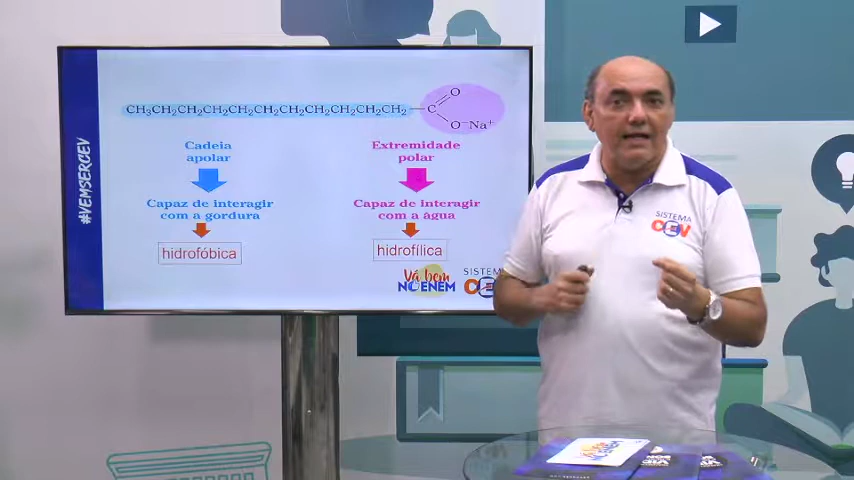 #VEMSERCEV
CH₃CH₂CH₂CH₂CH₂CH₂CH₂CH₂CH₂CH₂CH₂
C
O
O⁻Na⁺
Cadeia
apolar
Extremidade
polar
Capaz de interagir
com a gordura
Capaz de interagir
com a água
hidrofóbica
hidrofílica
Vá bem
NO ENEM
SISTEMA
CEV
SISTEMA
CEV